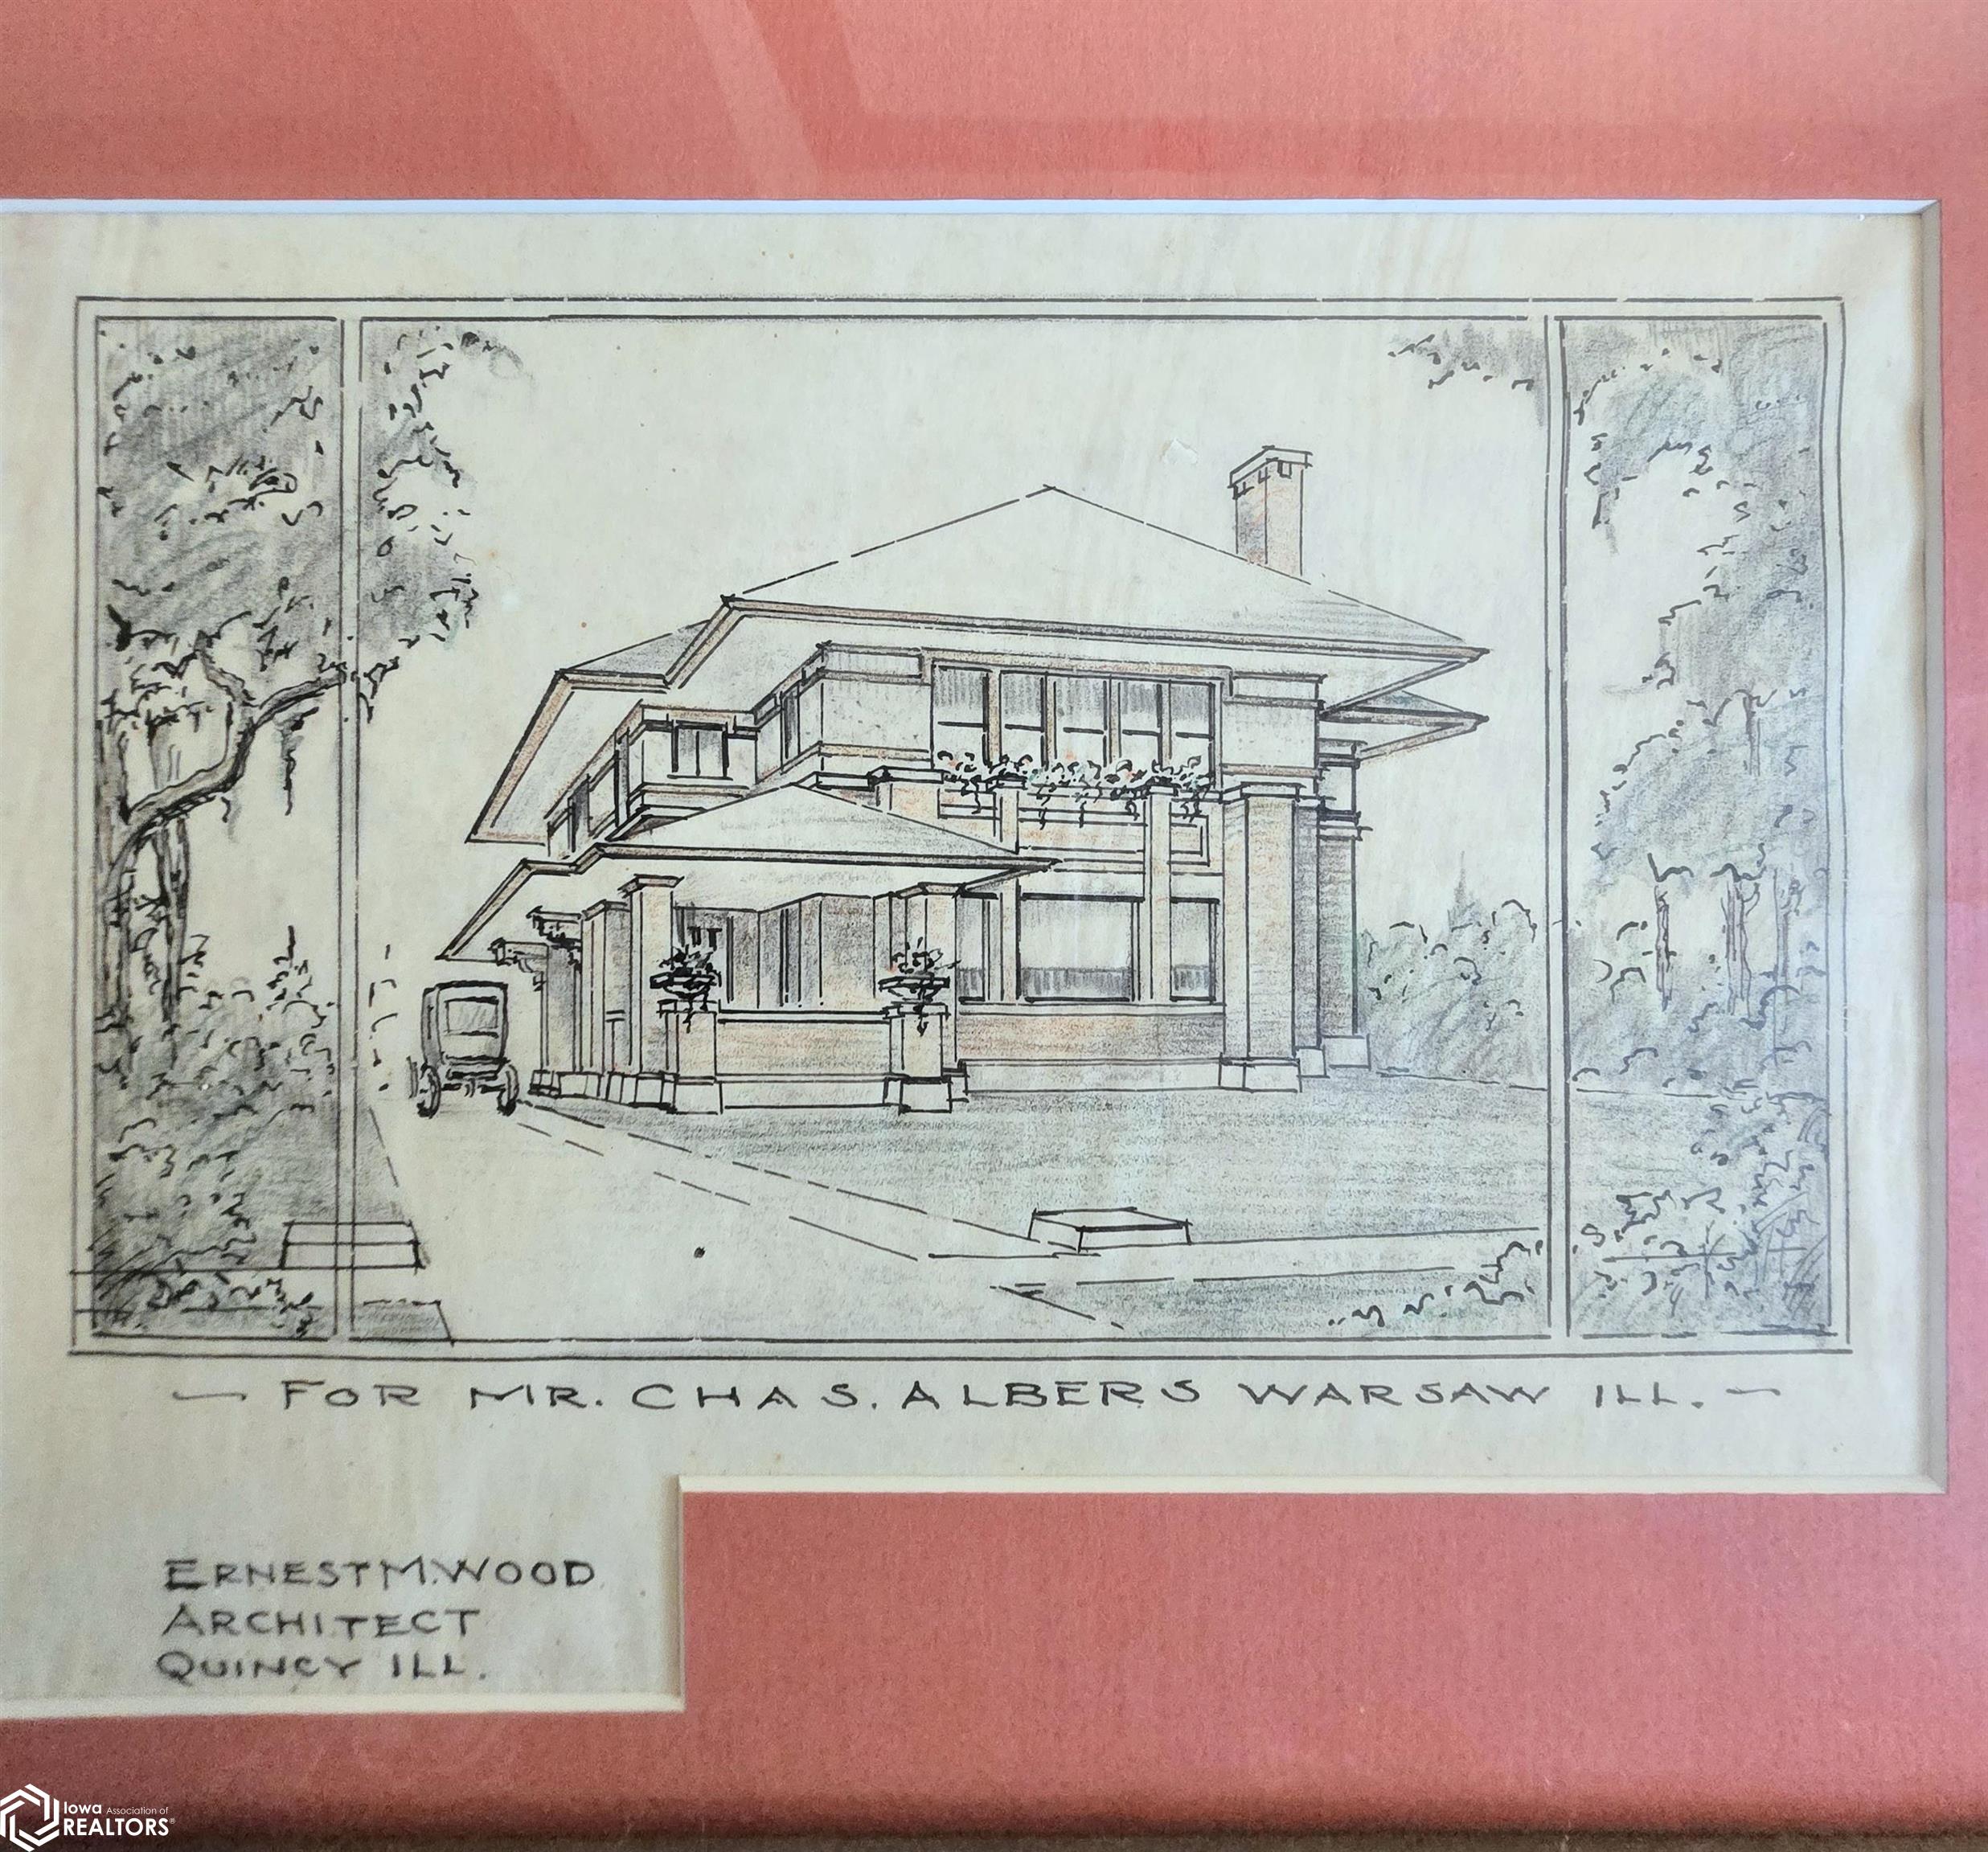 — FOR MR. CHAS. ALBERS WARSAW ILL. —
ERNEST M. WOOD
ARCHITECT
QUINCY ILL.
Iowa Association of
REALTORS®